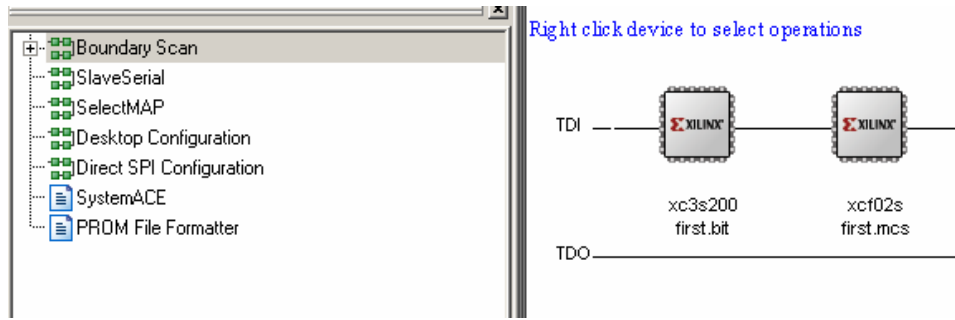 Boundary Scan
SlaveSerial
SelectMAP
Desktop Configuration
Direct SPI Configuration
SystemACE
PROM File Formatter
Right click device to select operations
TDI
XILINX®
XILINX®
xc3s200
first.bit
xcf02s
first.mcs
TDO